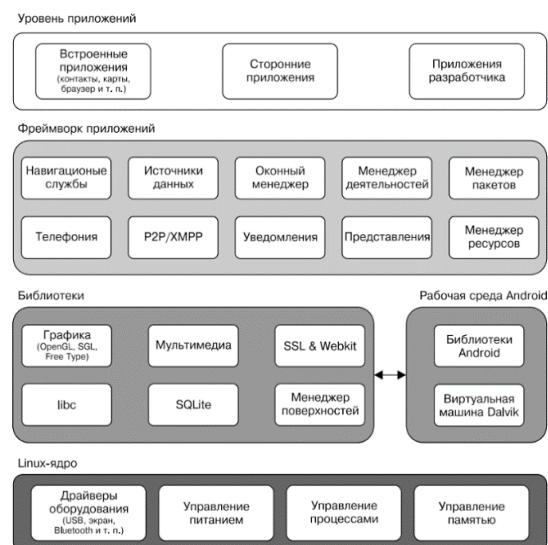 Уровень приложений
Встроенные
приложения
(контакты, карты,
браузер и т. п.)
Сторонние
приложения
Приложения
разработчика
Фреймворк приложений
Навигационые
службы
Источники
данных
Оконный
менеджер
Менеджер
деятельностей
Менеджер
пакетов
Телефония
P2P/XMPP
Уведомления
Представления
Менеджер
ресурсов
Библиотеки
Графика
(OpenGL, SGL,
Free Type)
Мультимедиа
SSL & Webkit
libc
SQLite
Менеджер
поверхностей
Рабочая среда Android
Библиотеки
Android
Виртуальная
машина Dalvik
Linux-ядро
Драйверы
оборудования
(USB, экран,
Bluetooth и т. п.)
Управление
питанием
Управление
процессами
Управление
памятью